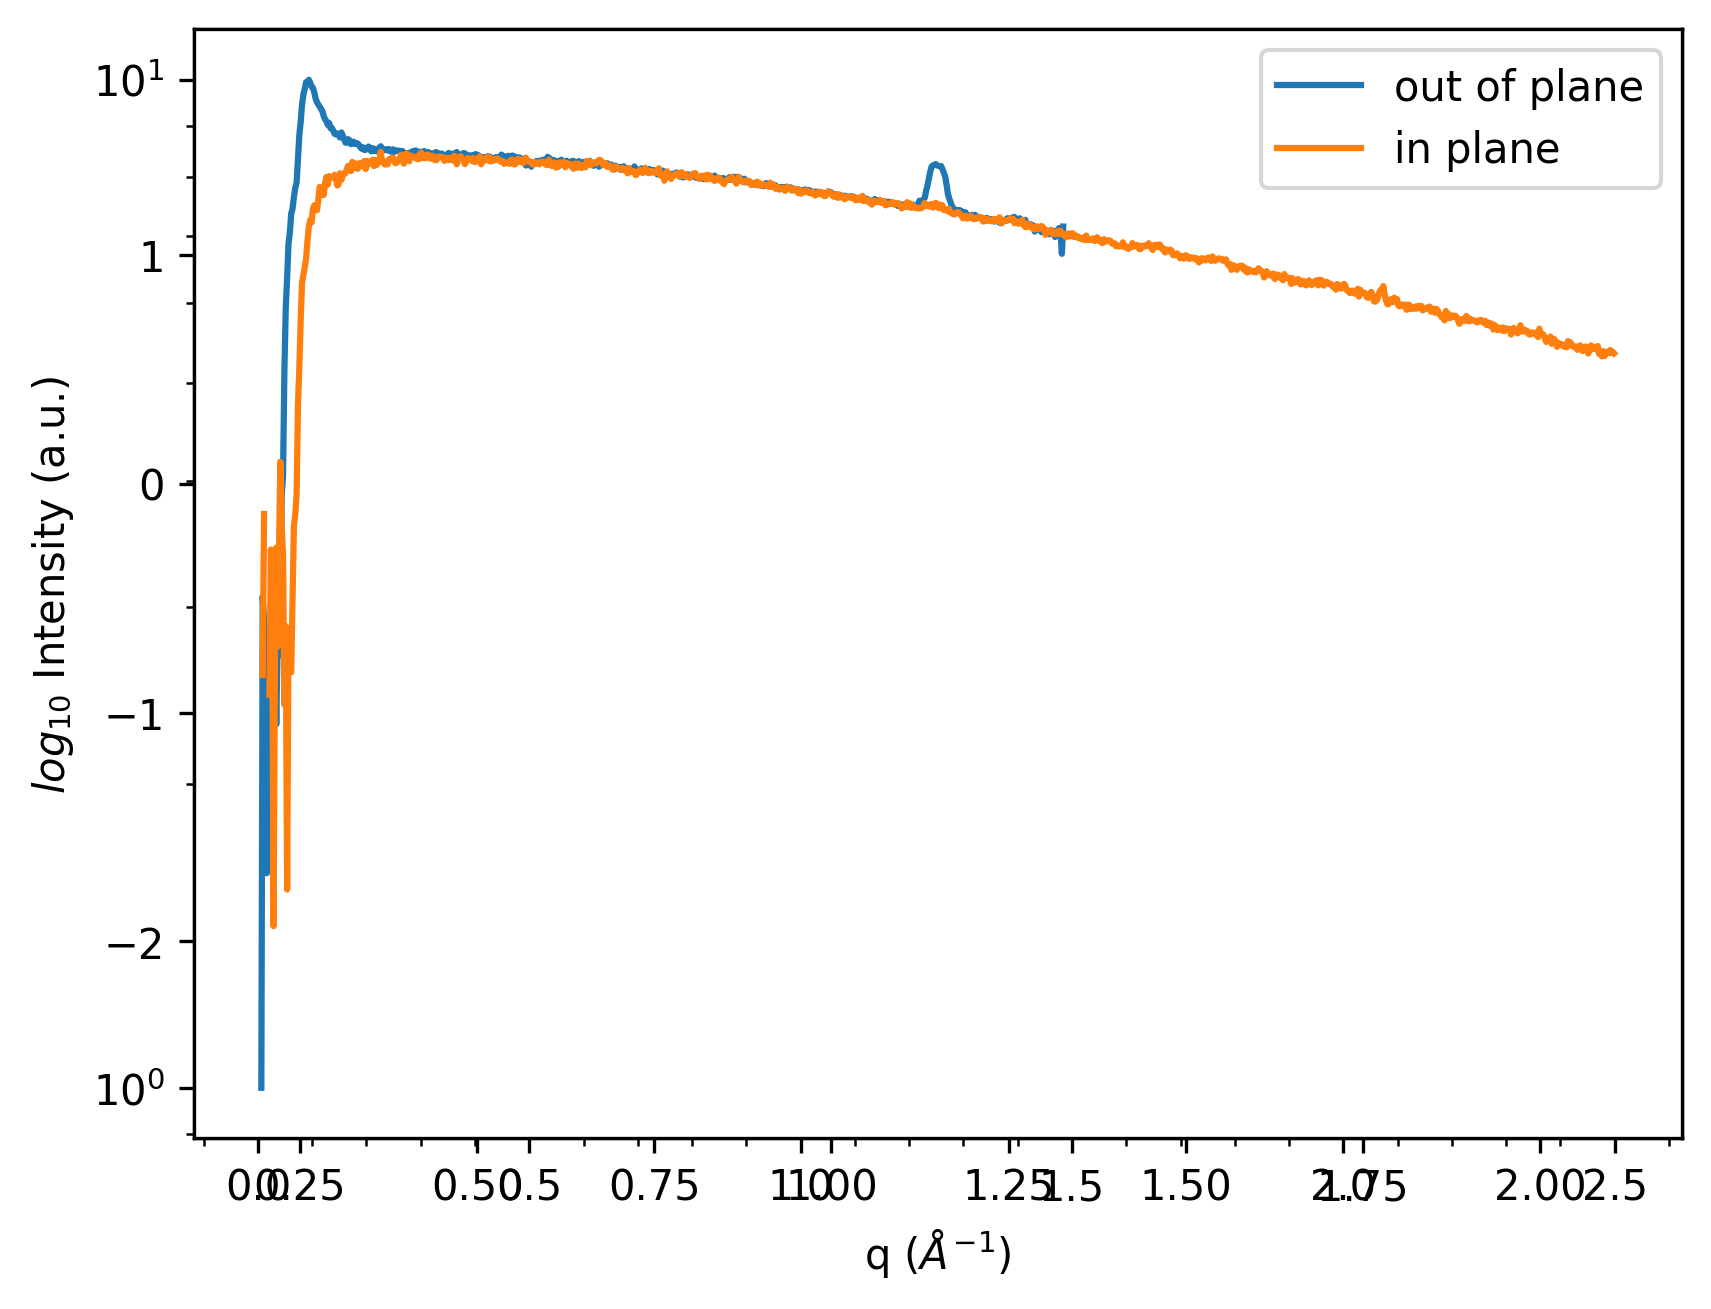 out of plane
in plane
10¹
1
0
−1
−2
10⁰
log₁₀ Intensity (a.u.)
0.0 0.25 0.50 0.5 0.75 1.0 1.00 1.25 1.5 1.50 2.0 1.75 2.00 2.5
q (Å⁻¹)